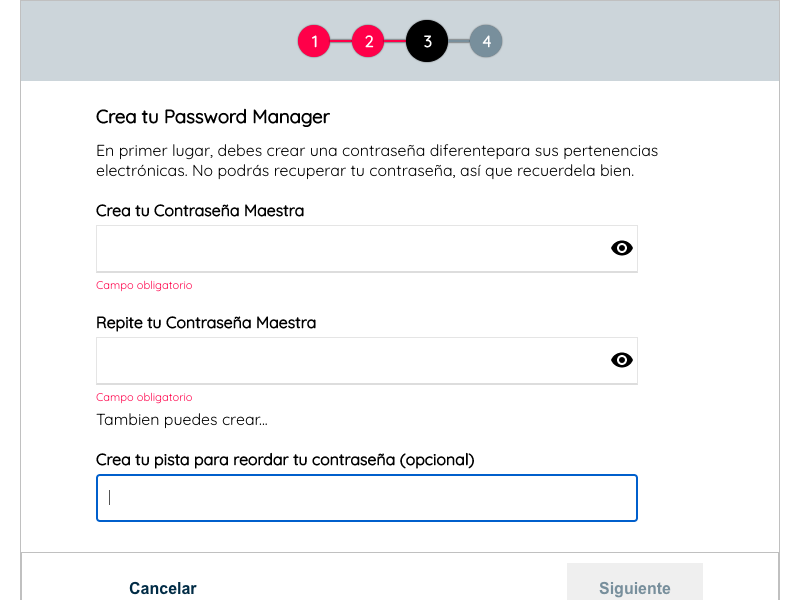 1 2 3 4
Crea tu Password Manager
En primer lugar, debes crear una contraseña diferentepara sus pertenencias
electrónicas. No podrás recuperar tu contraseña, así que recuerdela bien.
Crea tu Contraseña Maestra
Campo obligatorio
Repite tu Contraseña Maestra
Campo obligatorio
Tambien puedes crear...
Crea tu pista para reordar tu contraseña (opcional)
Cancelar Siguiente